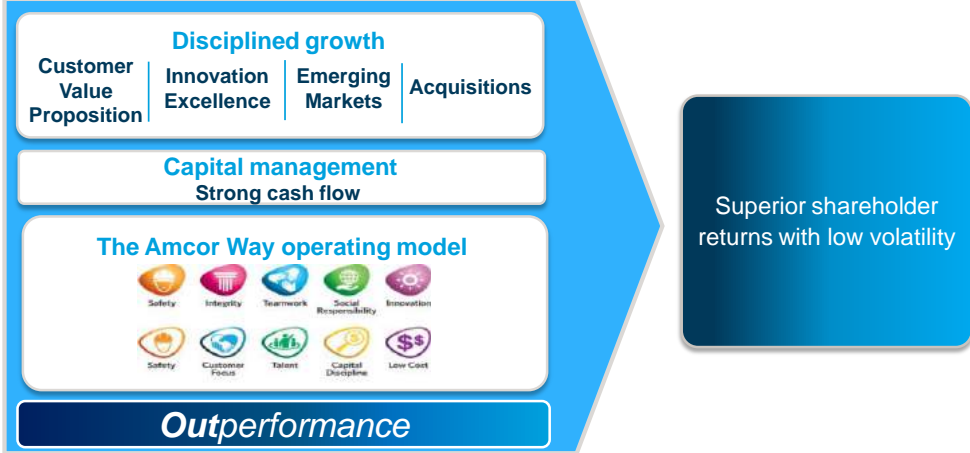 Disciplined growth
Customer
Value
Proposition
Innovation
Excellence
Emerging
Markets
Acquisitions
Capital management
Strong cash flow
The Amcor Way operating model
Safety
Integrity
Teamwork
Social
Responsibility
Innovation
Safety
Customer
Focus
Talent
Capital
Discipline
$$
Low Cost
Outperformance
Superior shareholder
returns with low volatility